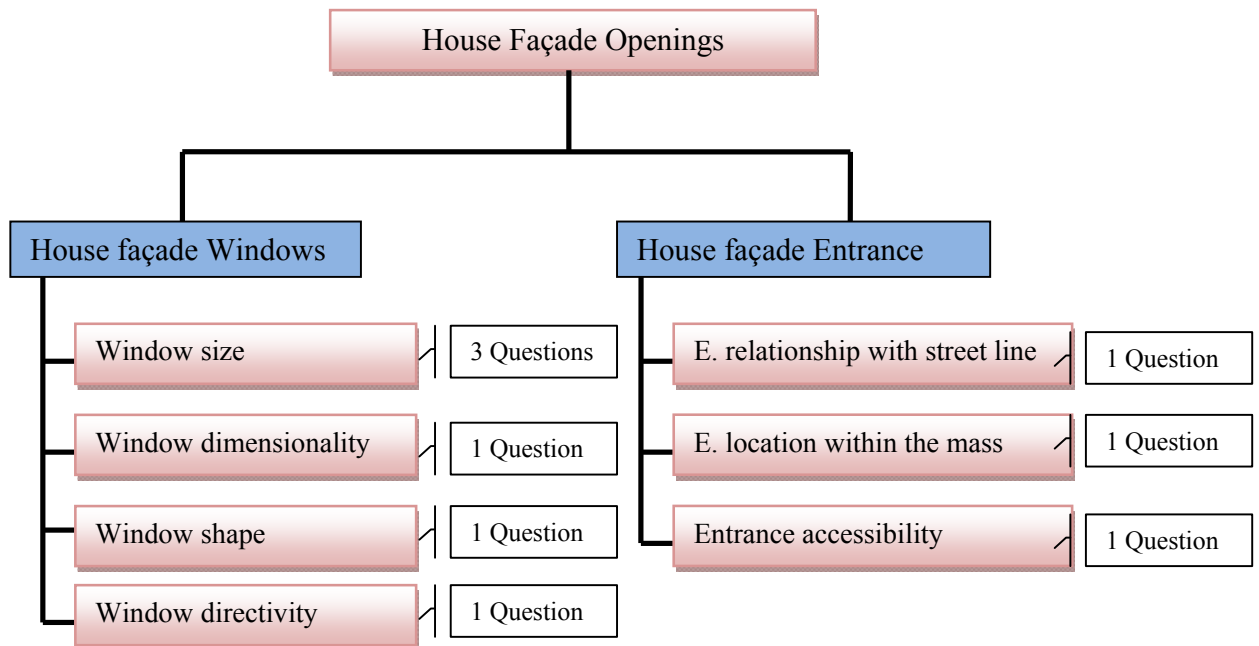 House Façade Openings
House façade Windows
Window size
3 Questions
Window dimensionality
1 Question
Window shape
1 Question
Window directivity
1 Question
House façade Entrance
E. relationship with street line
1 Question
E. location within the mass
1 Question
Entrance accessibility
1 Question